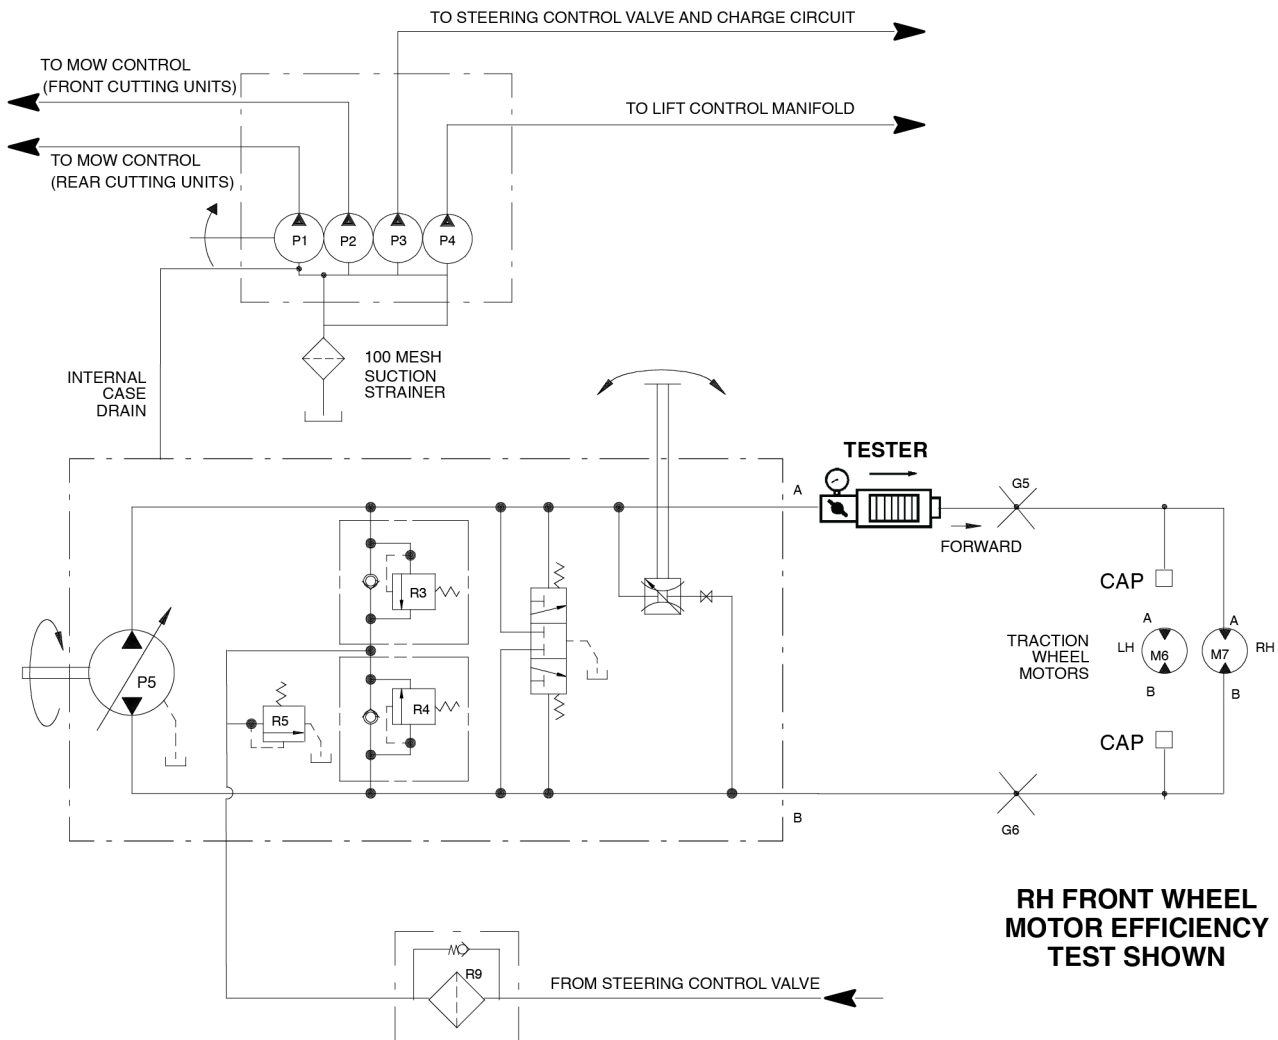 TO STEERING CONTROL VALVE AND CHARGE CIRCUIT
TO MOW CONTROL
(FRONT CUTTING UNITS)
TO LIFT CONTROL MANIFOLD
TO MOW CONTROL
(REAR CUTTING UNITS)
P1
P2
P3
P4
100 MESH
SUCTION
STRAINER
INTERNAL
CASE
DRAIN
TESTER
A
G5
FORWARD
R3
CAP
A
A
TRACTION
WHEEL
MOTORS
LH
M6
M7
RH
B
B
P5
R5
R4
CAP
B
G6
RH FRONT WHEEL
MOTOR EFFICIENCY
TEST SHOWN
R9
FROM STEERING CONTROL VALVE